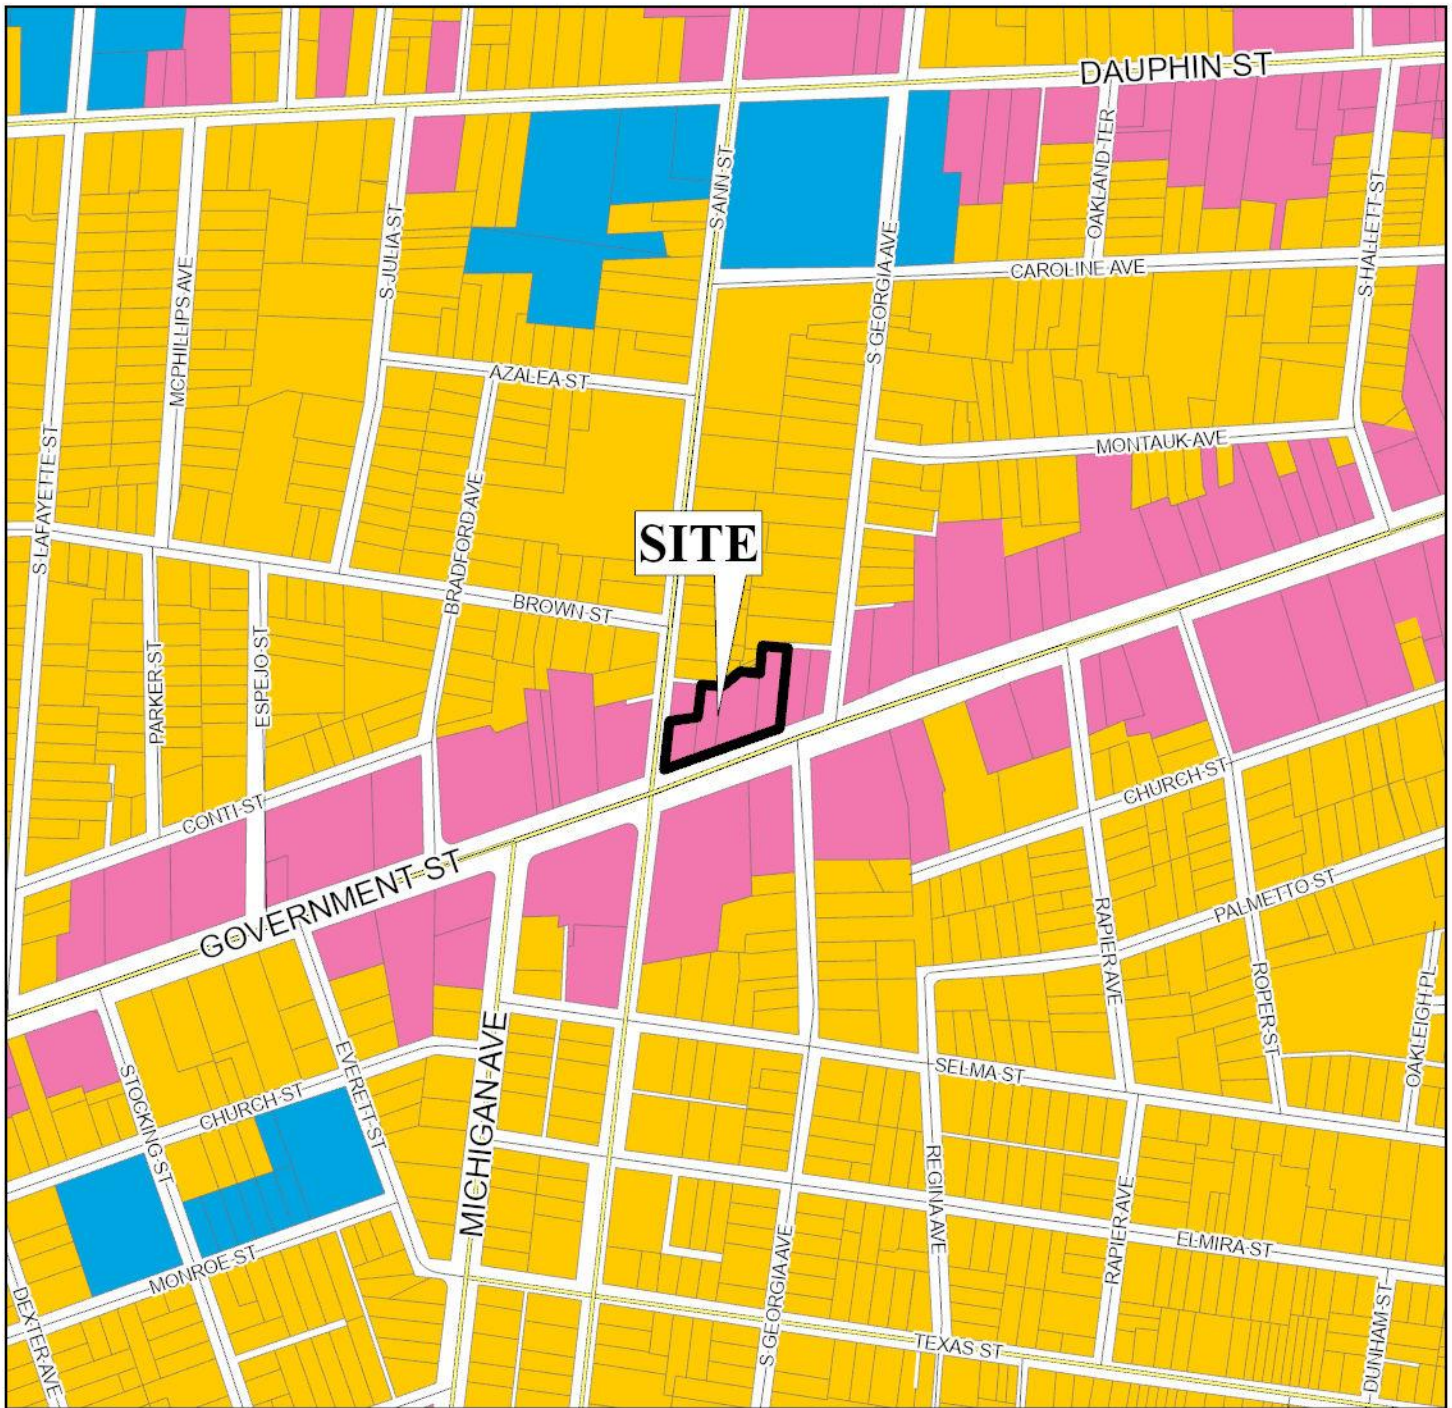 DAUPHIN ST
S ANN ST
OAKLAND TER
S JULIA ST
S HALLETT ST
MCPHILLIPS AVE
S GEORGIA AVE
CAROLINE AVE
AZALEA ST
MONTAUK AVE
S LAFAYETTE ST
BRADFORD AVE
SITE
BROWN ST
PARKER ST
ESPEJO ST
CONTI ST
CHURCH ST
GOVERNMENT ST
PALMETTO ST
RAPIER AVE
ROPER ST
OAKLEIGH PL
STOCKING ST
EVERETT ST
MICHIGAN AVE
SELMA ST
CHURCH ST
REGINA AVE
RAPIER AVE
ELMIRA ST
MONROE ST
S GEORGIA AVE
DEXTER AVE
TEXAS ST
DUNHAM ST